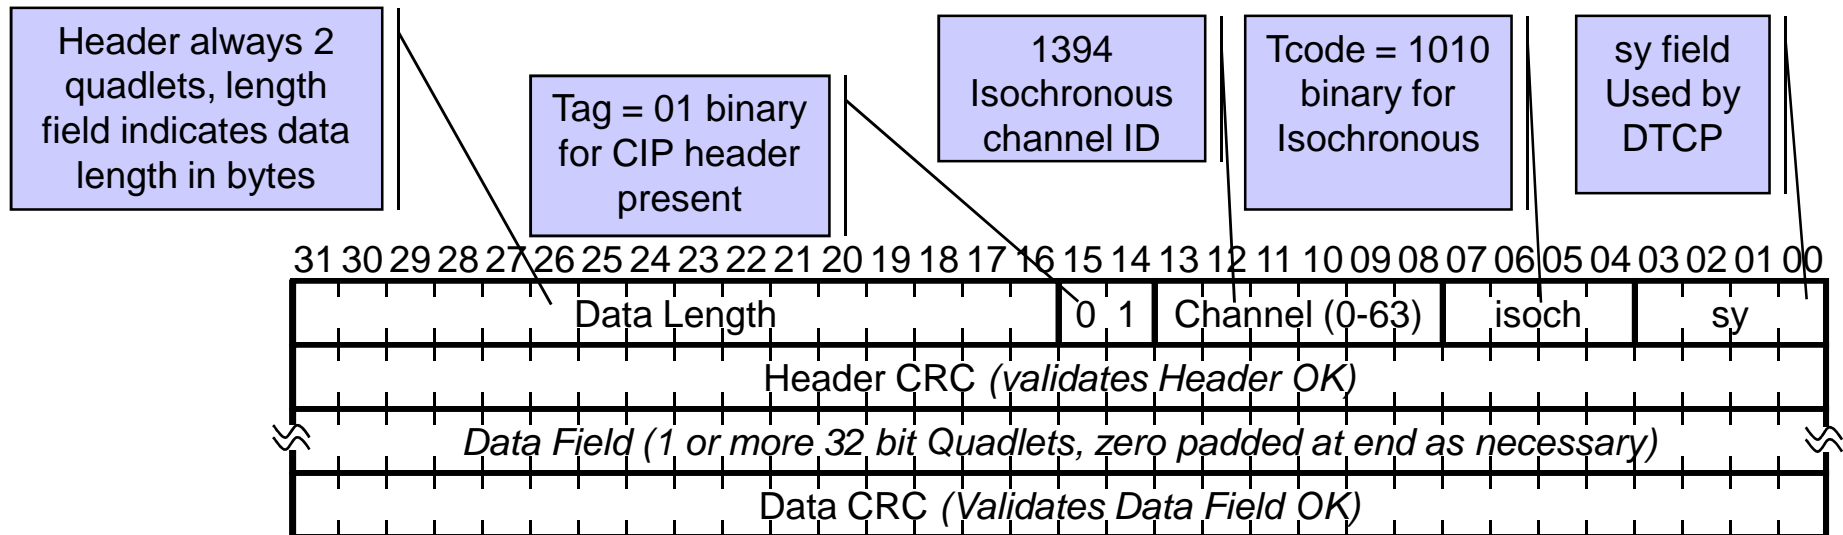 Header always 2
quadlets, length
field indicates data
length in bytes
Tag = 01 binary
for CIP header
present
1394
Isochronous
channel ID
Tcode = 1010
binary for
Isochronous
sy field
Used by
DTCP
31 30 29 28 27 26 25 24 23 22 21 20 19 18 17 16 15 14 13 12 11 10 09 08 07 06 05 04 03 02 01 00
Data Length 0 1 Channel (0-63) isoch sy
Header CRC (validates Header OK)
Data Field (1 or more 32 bit Quadlets, zero padded at end as necessary)
Data CRC (Validates Data Field OK)